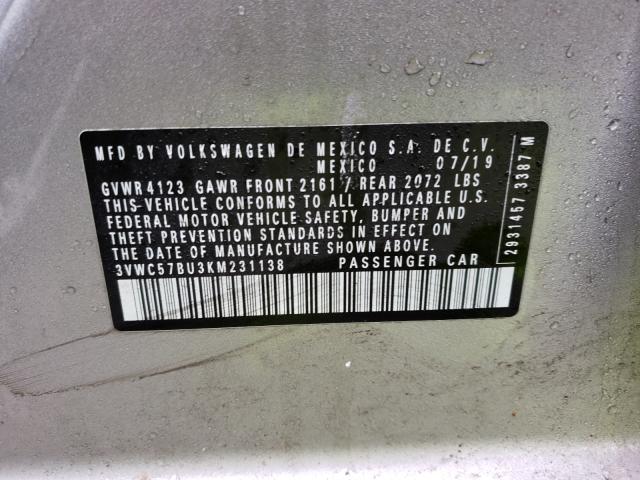 MFD BY VOLKSWAGEN DE MEXICO S.A. DE C.V.
MEXICO 07/19
GVWR 4123 GAWR FRONT 2161 / REAR 2072 LBS
THIS VEHICLE CONFORMS TO ALL APPLICABLE U.S.
FEDERAL MOTOR VEHICLE SAFETY, BUMPER AND
THEFT PREVENTION STANDARDS IN EFFECT ON
THE DATE OF MANUFACTURE SHOWN ABOVE.
3VWC57BU3KM231138 PASSENGER CAR
2931457 3387 M